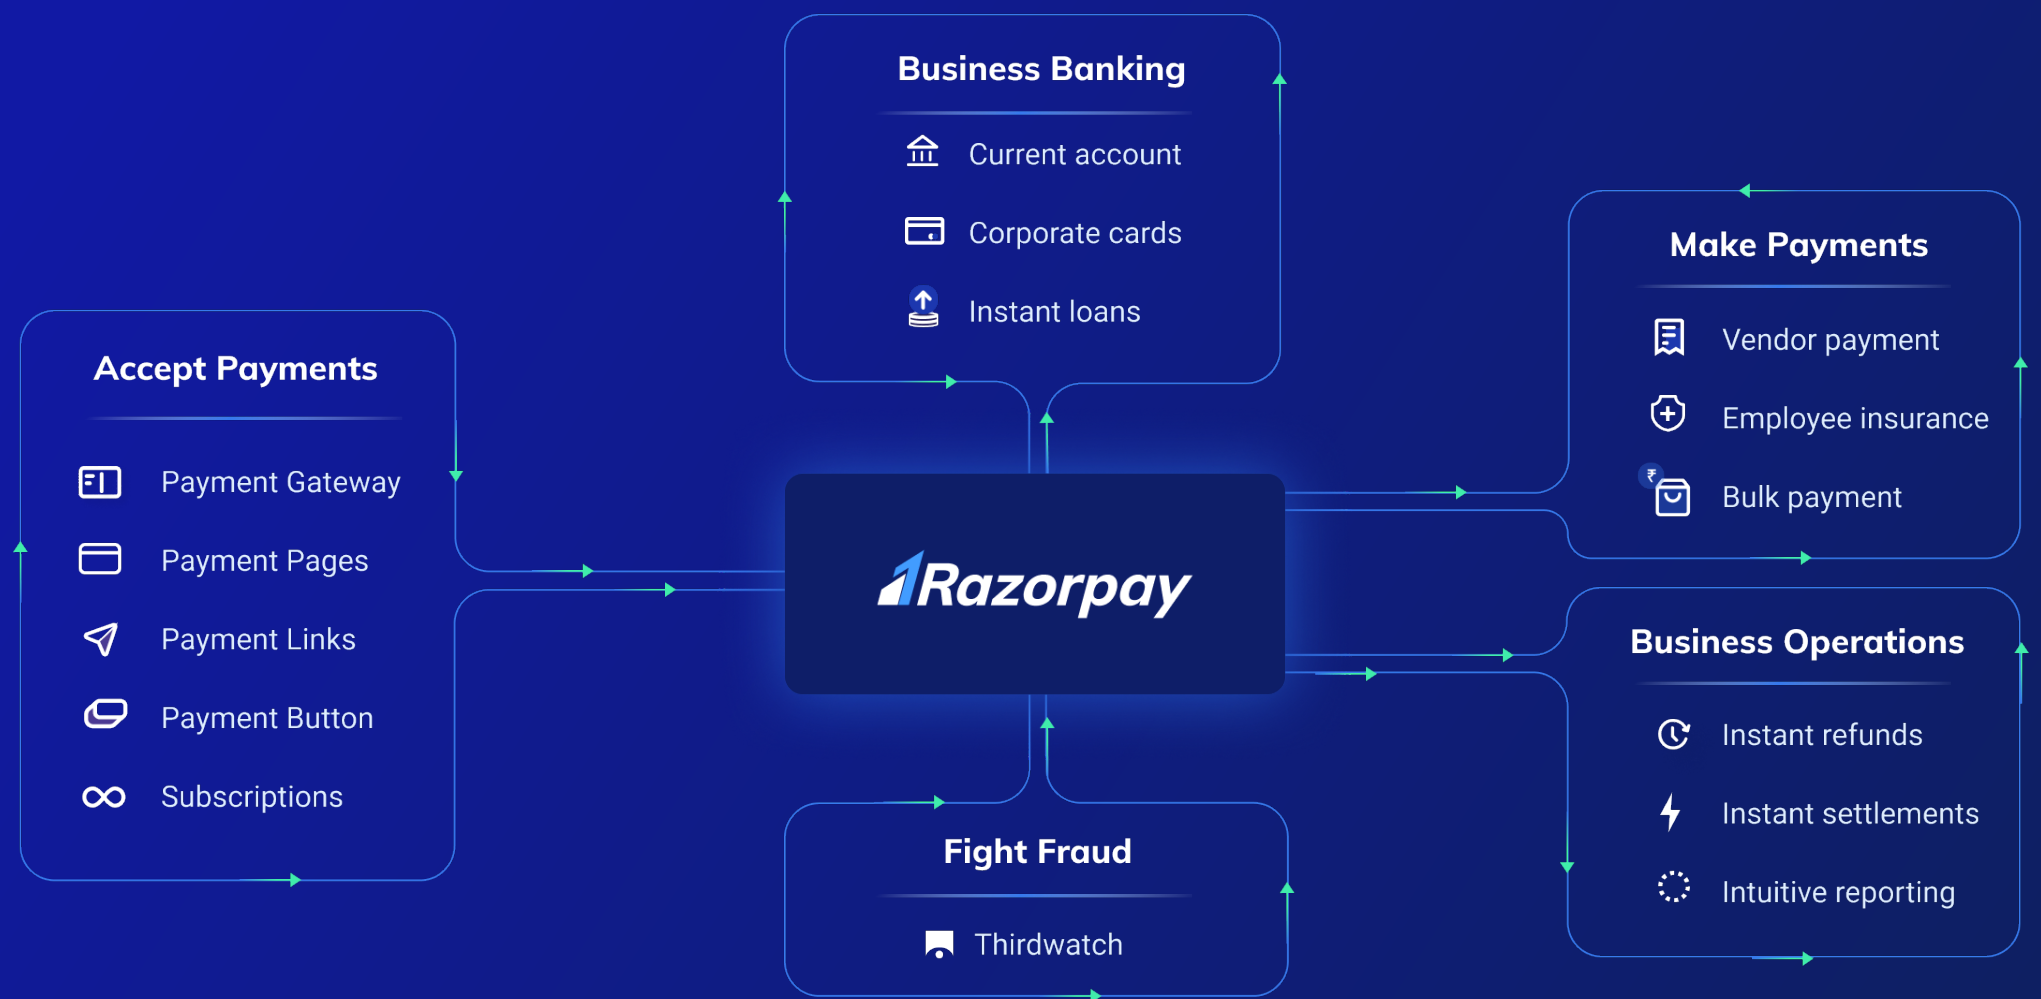 Business Banking
Current account
Corporate cards
Instant loans
Accept Payments
Payment Gateway
Payment Pages
Payment Links
Payment Button
Subscriptions
Razorpay
Make Payments
Vendor payment
Employee insurance
₹
Bulk payment
Business Operations
Instant refunds
Instant settlements
Intuitive reporting
Fight Fraud
Thirdwatch